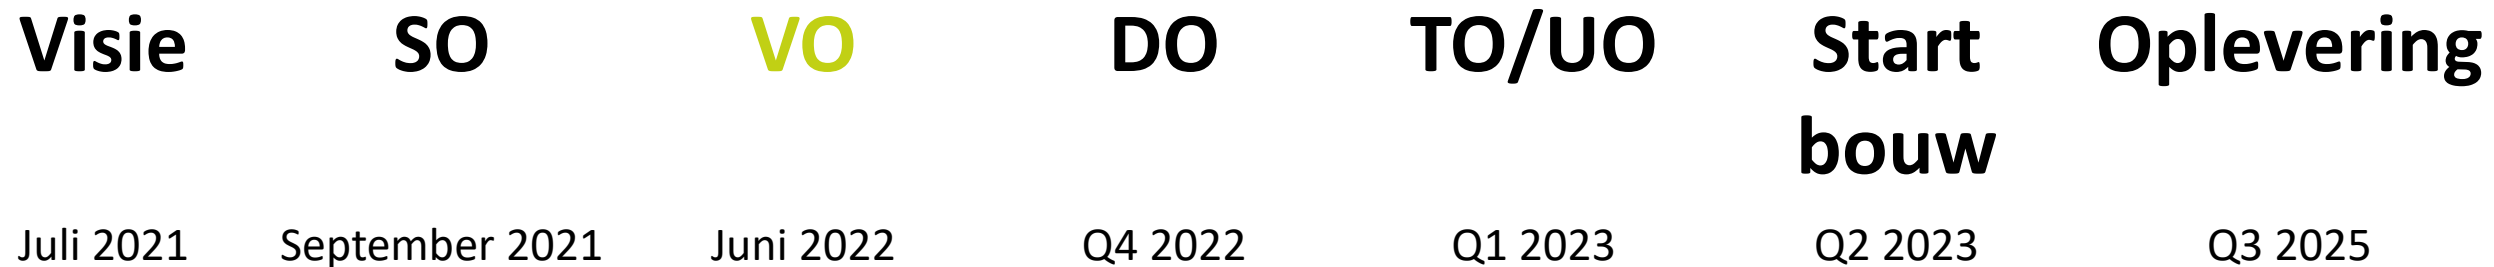 Visie SO VO DO TO/UO Start Oplevering
bouw
Juli 2021 September 2021 Juni 2022 Q4 2022 Q1 2023 Q2 2023 Q3 2025